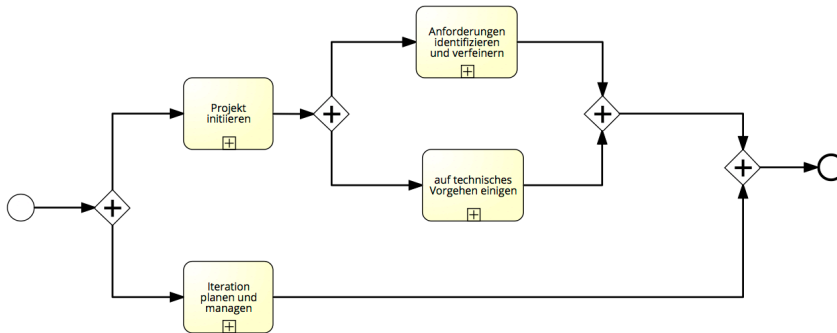 Anforderungen
identifizieren
und verfeinern
Projekt
initiieren
auf technisches
Vorgehen einigen
Iteration
planen und
managen